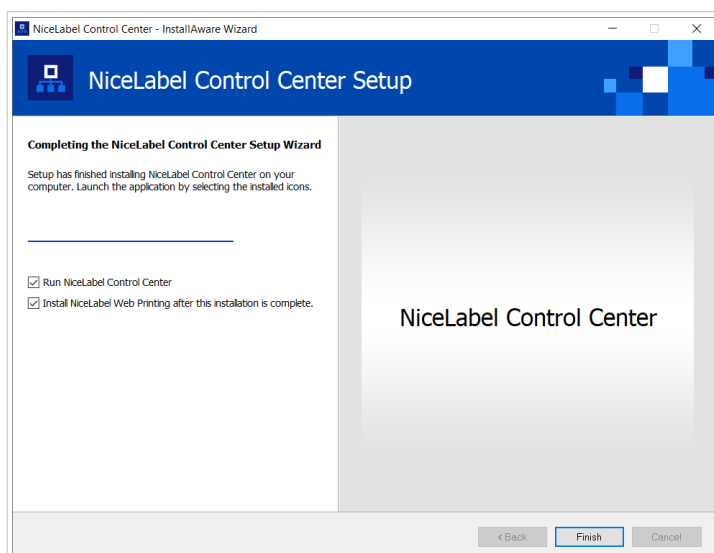 NiceLabel Control Center - InstallAware Wizard
NiceLabel Control Center Setup
Completing the NiceLabel Control Center Setup Wizard
Setup has finished installing NiceLabel Control Center on your
computer. Launch the application by selecting the installed icons.
Run NiceLabel Control Center
Install NiceLabel Web Printing after this installation is complete.
NiceLabel Control Center
< Back
Finish
Cancel